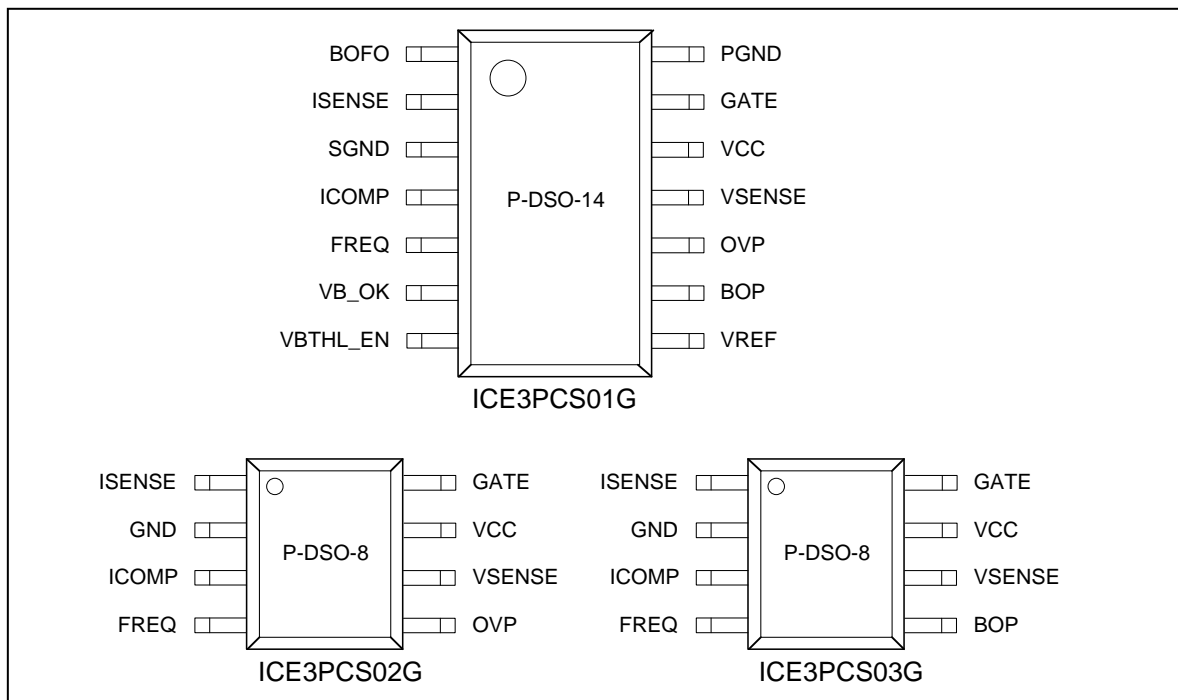 BOFO
PGND
ISENSE
GATE
SGND
VCC
ICOMP
P-DSO-14
VSENSE
FREQ
OVP
VB_OK
BOP
VBTHL_EN
VREF
ICE3PCS01G
ISENSE
GATE
GND
VCC
P-DSO-8
ICOMP
VSENSE
FREQ
OVP
ICE3PCS02G
ISENSE
GATE
GND
VCC
P-DSO-8
ICOMP
VSENSE
FREQ
BOP
ICE3PCS03G